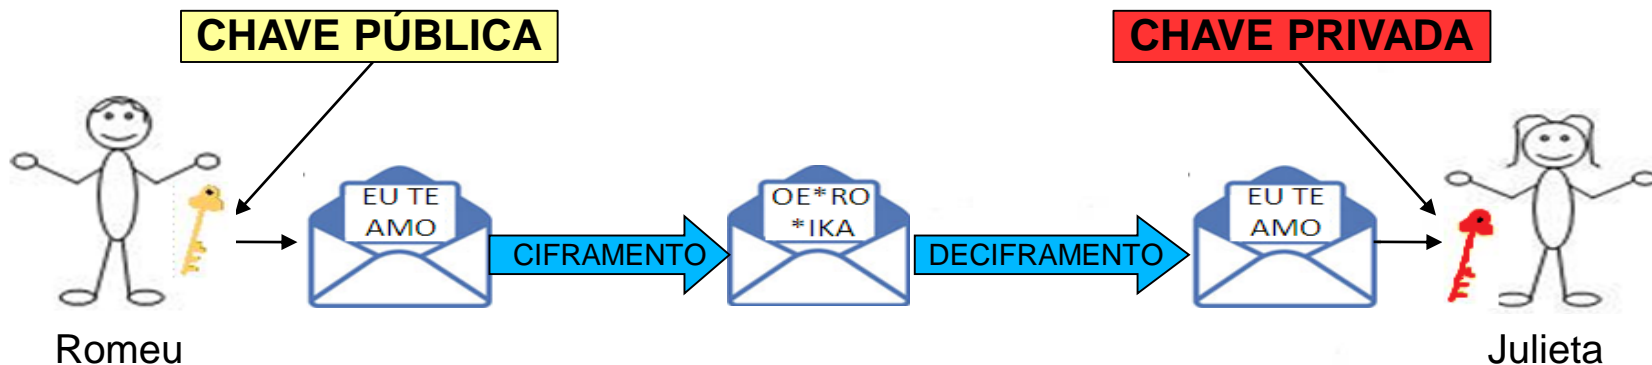 CHAVE PÚBLICA
CHAVE PRIVADA
EU TE
AMO
CIFRAMENTO
OE*RO
*IKA
DECIFRAMENTO
EU TE
AMO
Romeu
Julieta